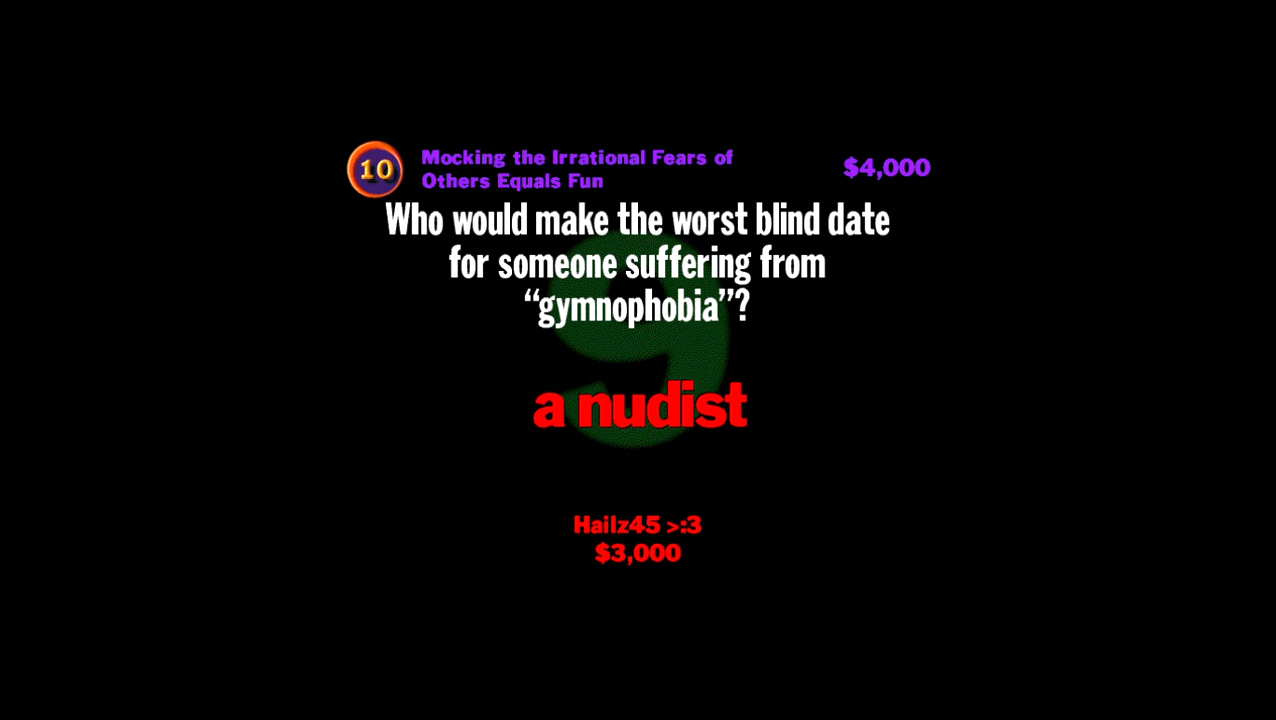 10
Mocking the Irrational Fears of
Others Equals Fun
$4,000
Who would make the worst blind date
for someone suffering from
“gymnophobia”?
9
a nudist
Hailz45 >:3
$3,000